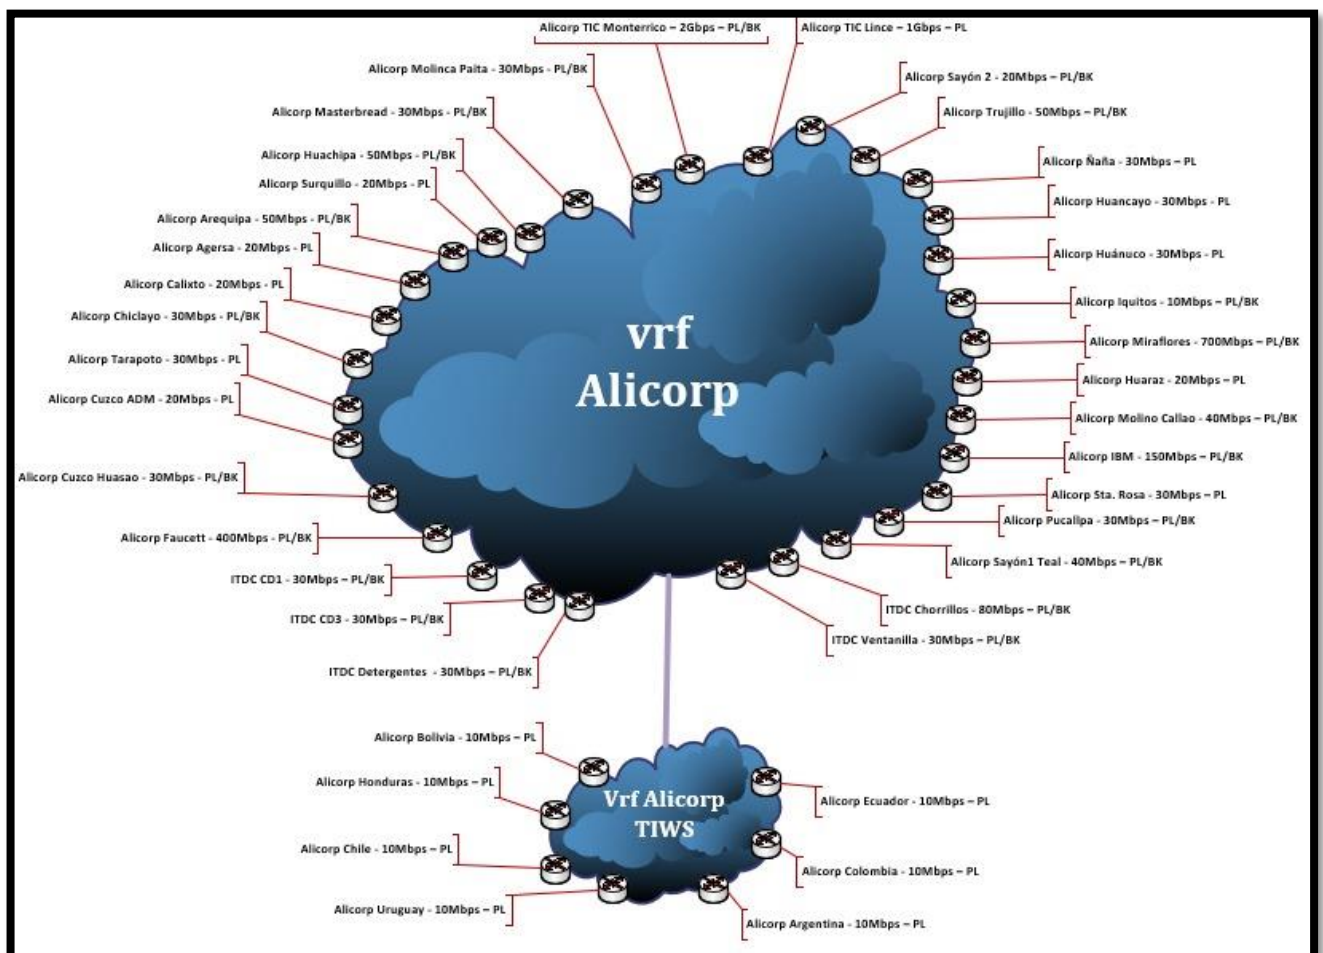 Alicorp TIC Monterrico – 2Gbps – PL/BK
Alicorp TIC Lince – 1Gbps – PL
Alicorp Molinca Paita - 30Mbps - PL/BK
Alicorp Sayón 2 - 20Mbps – PL/BK
Alicorp Masterbread - 30Mbps - PL/BK
Alicorp Trujillo - 50Mbps – PL/BK
Alicorp Huachipa - 50Mbps - PL/BK
Alicorp Ñaña - 30Mbps – PL
Alicorp Surquillo - 20Mbps - PL
Alicorp Huancayo - 30Mbps - PL
Alicorp Arequipa - 50Mbps - PL/BK
Alicorp Agersa - 20Mbps - PL
Alicorp Huánuco - 30Mbps - PL
Alicorp Calixto - 20Mbps - PL
Alicorp Iquitos - 10Mbps – PL/BK
Alicorp Chiclayo - 30Mbps - PL/BK
vrf
Alicorp
Alicorp Miraflores - 700Mbps – PL/BK
Alicorp Tarapoto - 30Mbps - PL
Alicorp Huaraz - 20Mbps – PL
Alicorp Cuzco ADM - 20Mbps - PL
Alicorp Molino Callao - 40Mbps – PL/BK
Alicorp IBM - 150Mbps – PL/BK
Alicorp Cuzco Huasao - 30Mbps - PL/BK
Alicorp Sta. Rosa - 30Mbps – PL
Alicorp Pucallpa - 30Mbps – PL/BK
Alicorp Faucett - 400Mbps - PL/BK
Alicorp Sayón1 Teal - 40Mbps – PL/BK
ITDC CD1 - 30Mbps – PL/BK
ITDC Chorrillos - 80Mbps – PL/BK
ITDC CD3 - 30Mbps – PL/BK
ITDC Ventanilla - 30Mbps – PL/BK
ITDC Detergentes - 30Mbps – PL/BK
Alicorp Bolivia - 10Mbps – PL
Alicorp Honduras - 10Mbps – PL
Vrf Alicorp
TIWS
Alicorp Ecuador - 10Mbps – PL
Alicorp Chile - 10Mbps – PL
Alicorp Colombia - 10Mbps – PL
Alicorp Uruguay - 10Mbps – PL
Alicorp Argentina - 10Mbps – PL